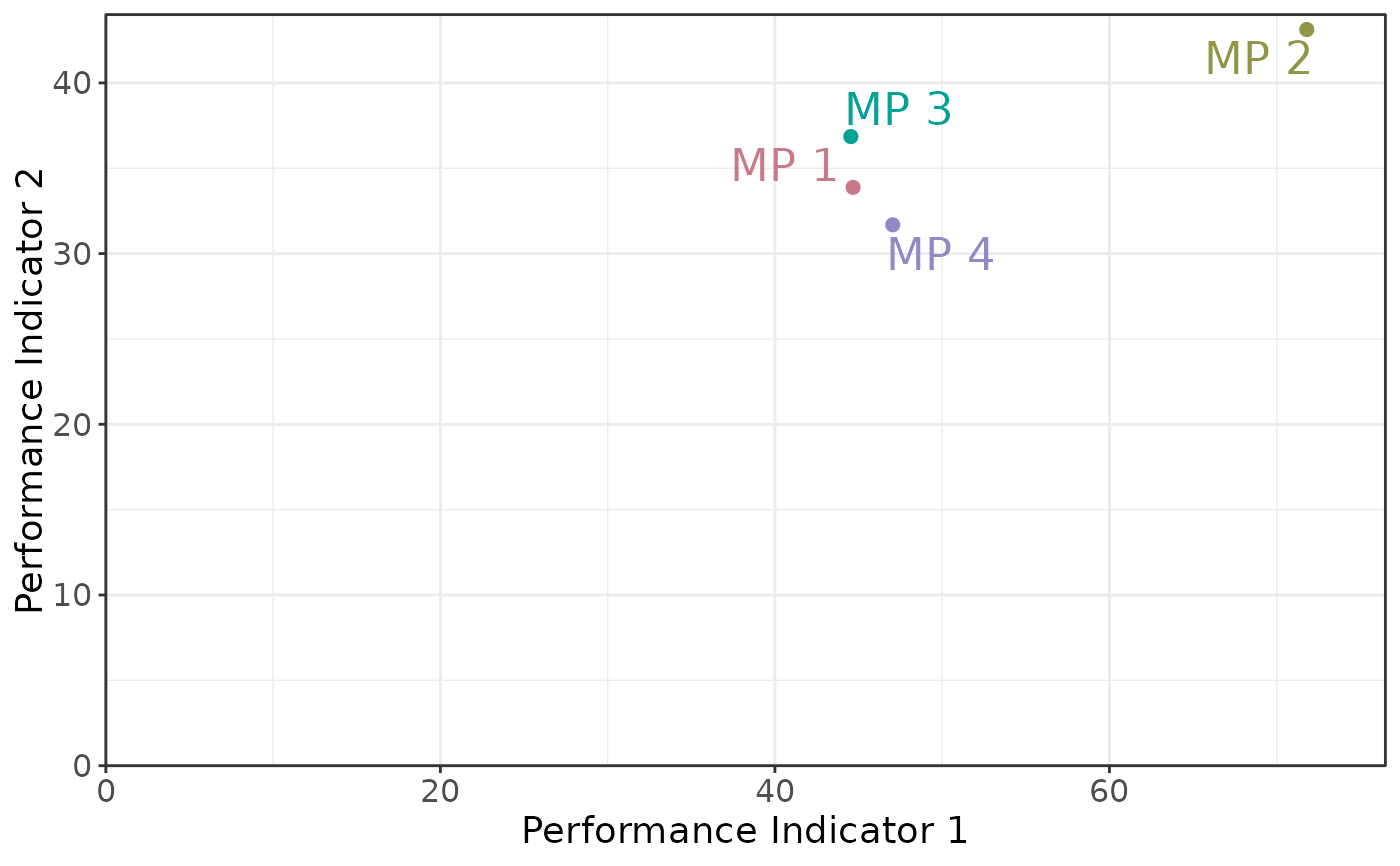 MP 2
MP 3
MP 1
MP 4
Performance Indicator 2
40
30
20
10
0
0
20
40
60
Performance Indicator 1